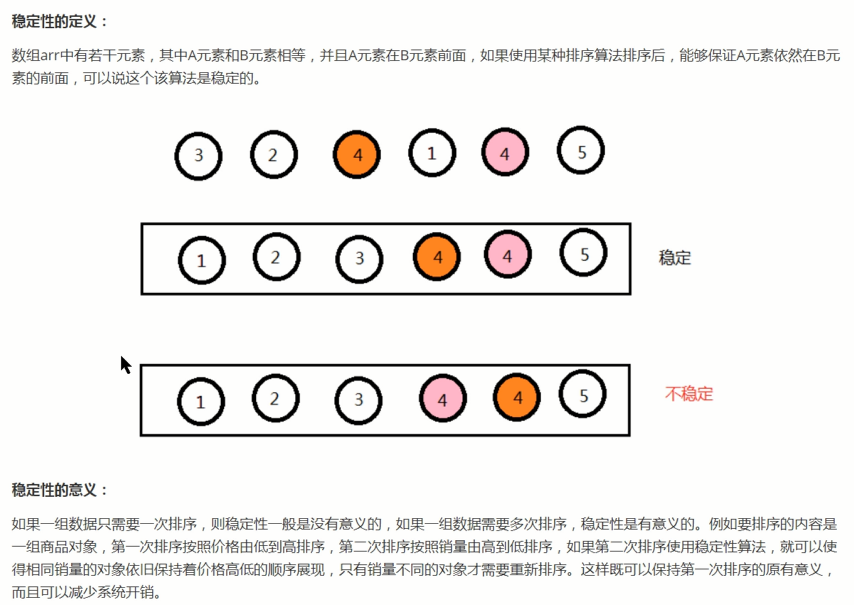 稳定性的定义：
数组arr中有若干元素，其中A元素和B元素相等，并且A元素在B元素前面，如果使用某种排序算法排序后，能够保证A元素依然在B元
素的前面，可以说这个该算法是稳定的。
3 2 4 1 4 5
1 2 3 4 4 5 稳定
1 2 3 4 4 5 不稳定
稳定性的意义：
如果一组数据只需要一次排序，则稳定性一般是没有意义的，如果一组数据需要多次排序，稳定性是有意义的。例如要排序的内容是
一组商品对象，第一次排序按照价格由低到高排序，第二次排序按照销量由高到低排序，如果第二次排序使用稳定性算法，就可以使
得相同销量的对象依旧保持着价格高低的顺序展现，只有销量不同的对象才需要重新排序。这样既可以保持第一次排序的原有意义，
而且可以减少系统开销。